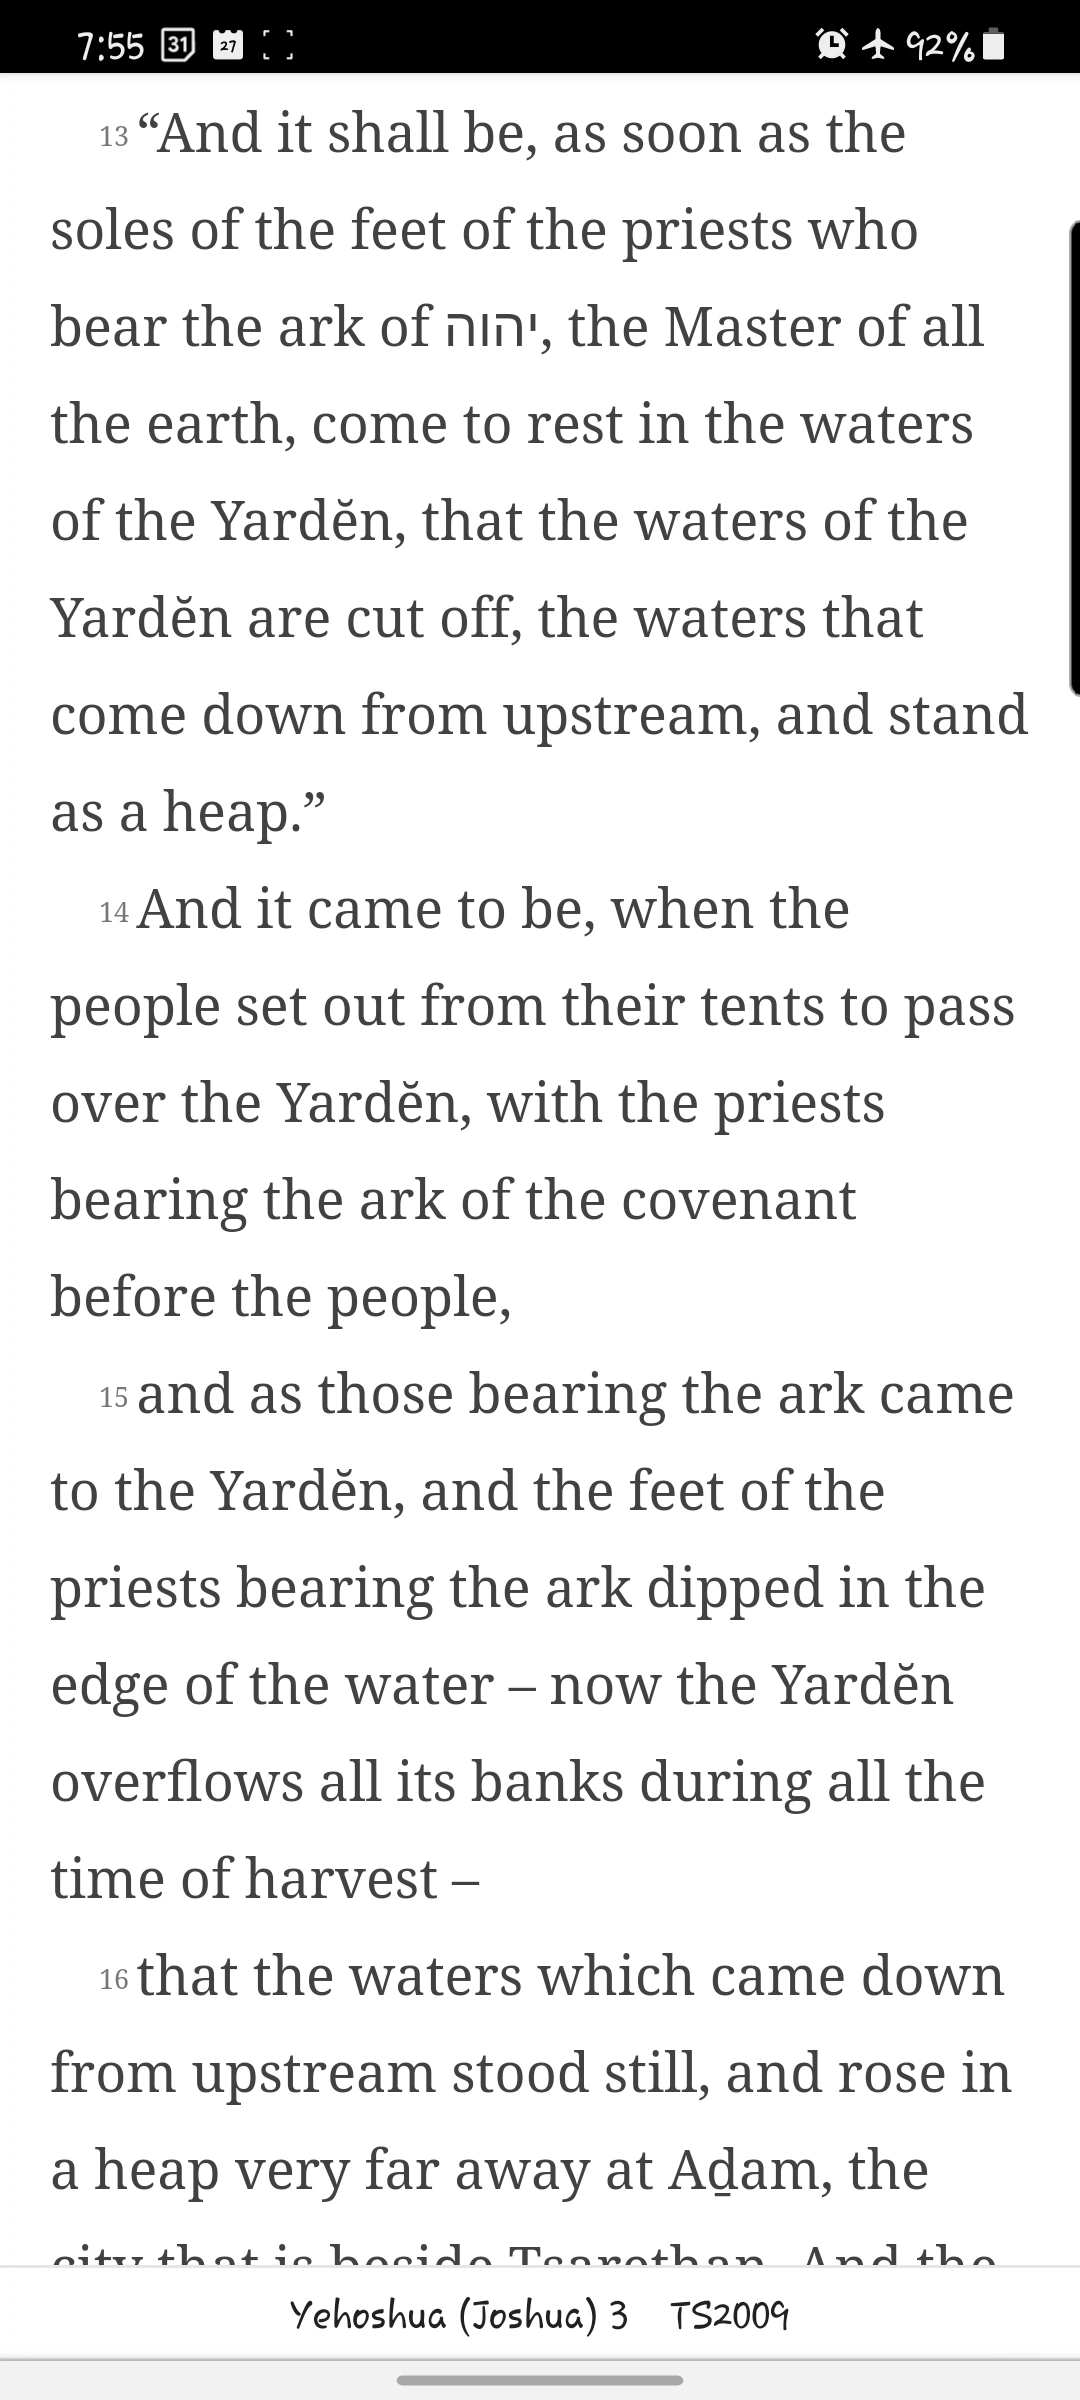 7:55 31 27 92%
13 “And it shall be, as soon as the
soles of the feet of the priests who
bear the ark of יהוה, the Master of all
the earth, come to rest in the waters
of the Yardĕn, that the waters of the
Yardĕn are cut off, the waters that
come down from upstream, and stand
as a heap.”
14 And it came to be, when the
people set out from their tents to pass
over the Yardĕn, with the priests
bearing the ark of the covenant
before the people,
15 and as those bearing the ark came
to the Yardĕn, and the feet of the
priests bearing the ark dipped in the
edge of the water – now the Yardĕn
overflows all its banks during all the
time of harvest –
16 that the waters which came down
from upstream stood still, and rose in
a heap very far away at Aḏam, the
city that is beside Tsarethan. And the
Yehoshua (Joshua) 3 TS2009